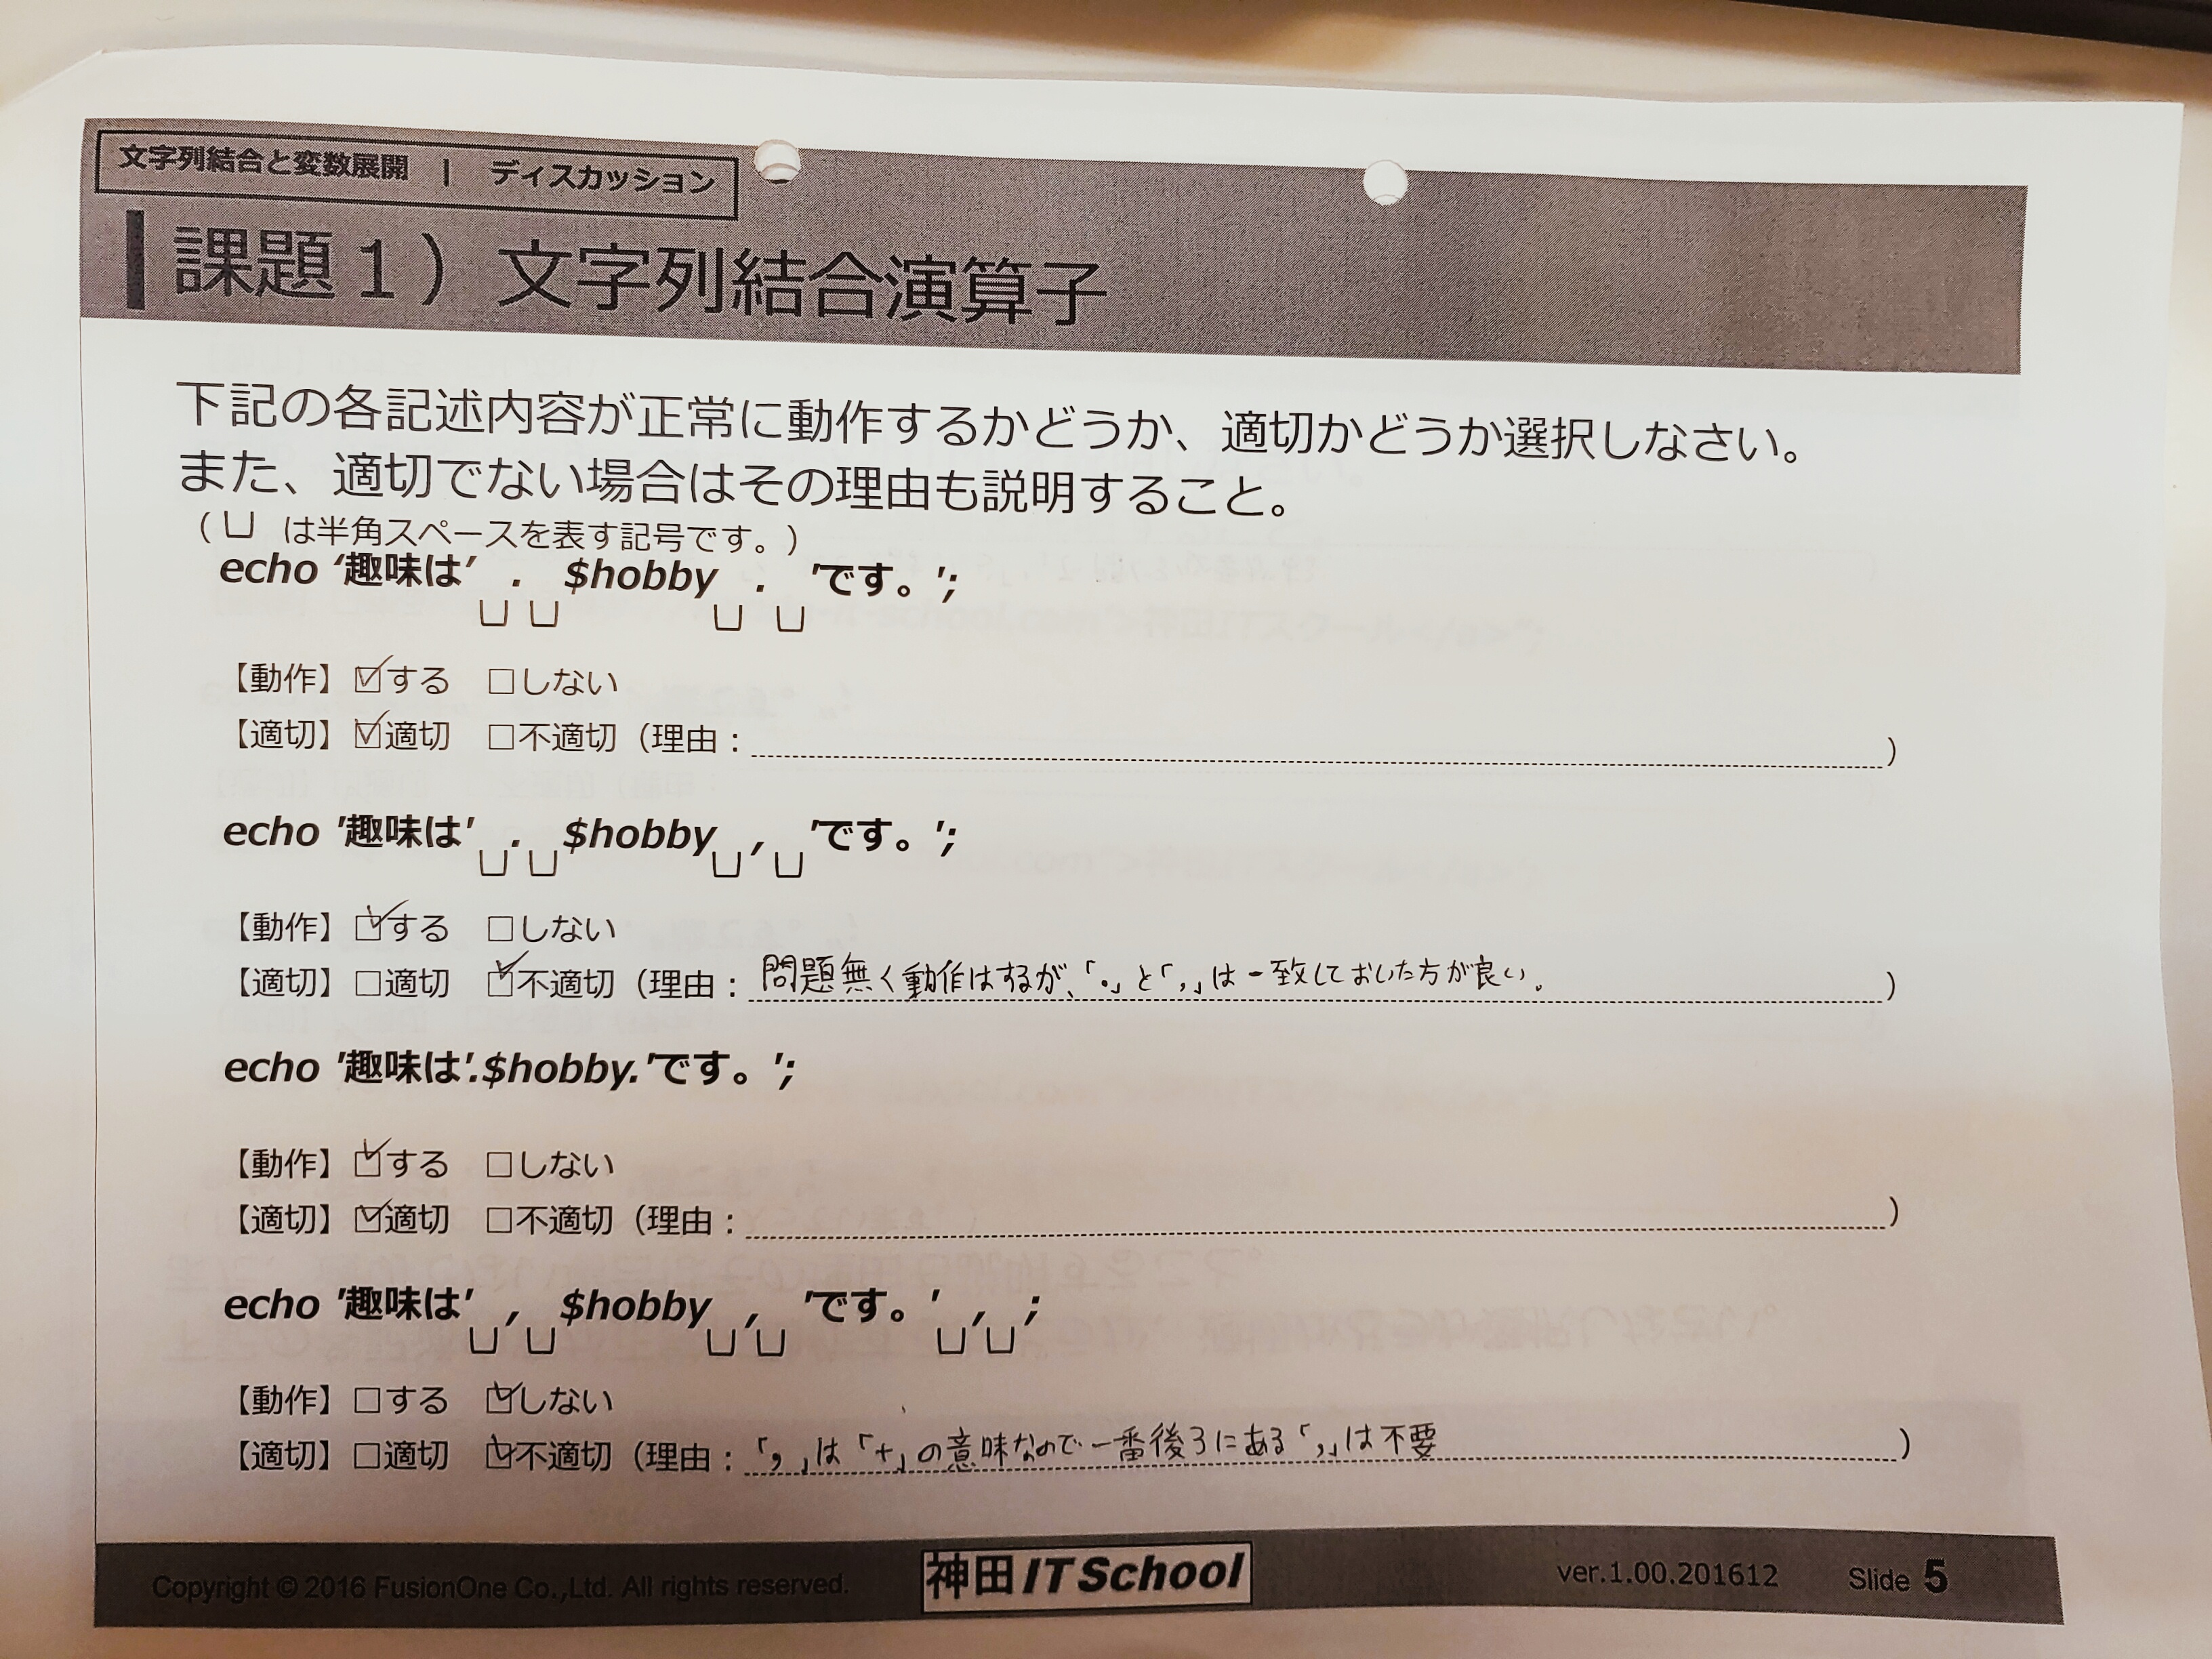 文字列結合と変数展開 | ディスカッション
課題１）文字列結合演算子
下記の各記述内容が正常に動作するかどうか、適切かどうか選択しなさい。
また、適切でない場合はその理由も説明すること。
（␣ は半角スペースを表す記号です。）
echo ‘趣味は’␣.␣$hobby␣.␣'です。';
【動作】☑する □しない
【適切】☑適切 □不適切（理由：）
echo '趣味は'␣.␣$hobby␣,␣'です。';
【動作】☑する □しない
【適切】□適切 ☑不適切（理由：問題無く動作はするが、「.」と「,」は一致しておいた方が良い。）
echo '趣味は'.$hobby.'です。';
【動作】☑する □しない
【適切】☑適切 □不適切（理由：）
echo '趣味は'␣,␣$hobby␣,␣'です。'␣,␣;
【動作】□する ☑しない
【適切】□適切 ☑不適切（理由：「,」は「+」の意味なので一番後ろにある「,」は不要）
Copyright © 2016 FusionOne Co.,Ltd. All rights reserved.
神田IT School
ver.1.00.201612
Slide 5